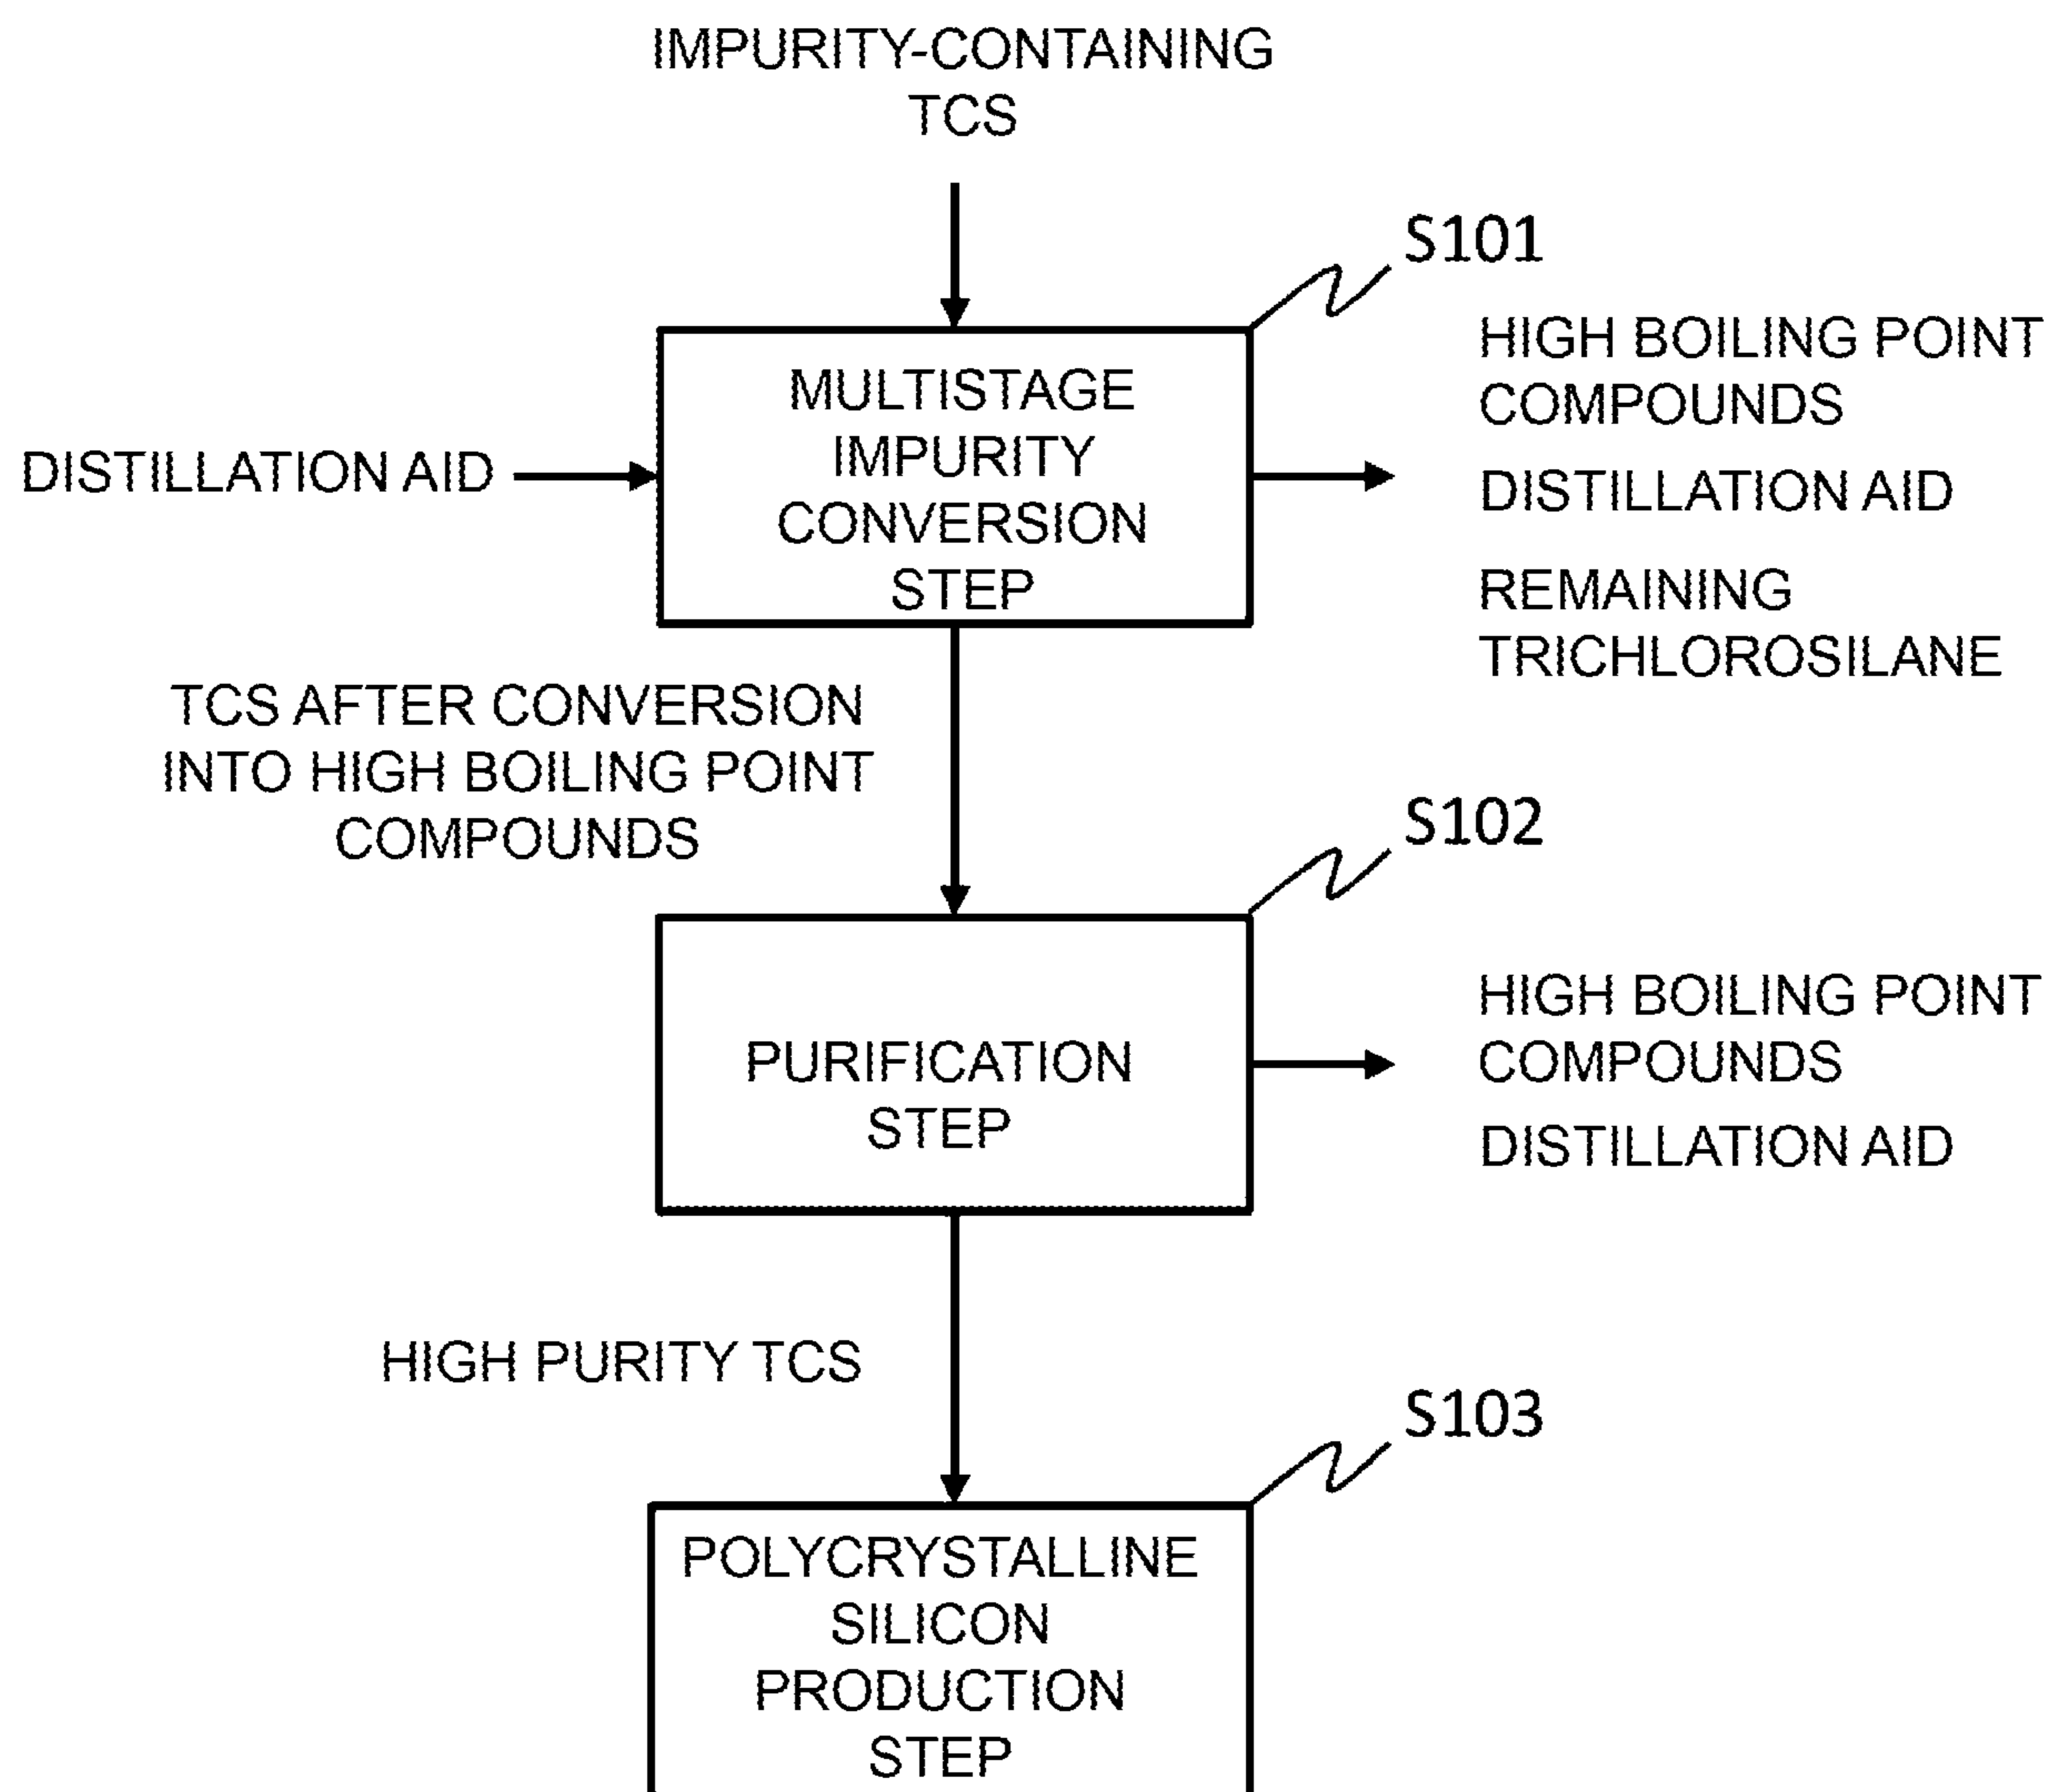 IMPURITY-CONTAINING
TCS
S101
MULTISTAGE
IMPURITY
CONVERSION
STEP
DISTILLATION AID
HIGH BOILING POINT
COMPOUNDS
DISTILLATION AID
REMAINING
TRICHLOROSILANE
TCS AFTER CONVERSION
INTO HIGH BOILING POINT
COMPOUNDS
S102
PURIFICATION
STEP
HIGH BOILING POINT
COMPOUNDS
DISTILLATION AID
HIGH PURITY TCS
S103
POLYCRYSTALLINE
SILICON
PRODUCTION
STEP